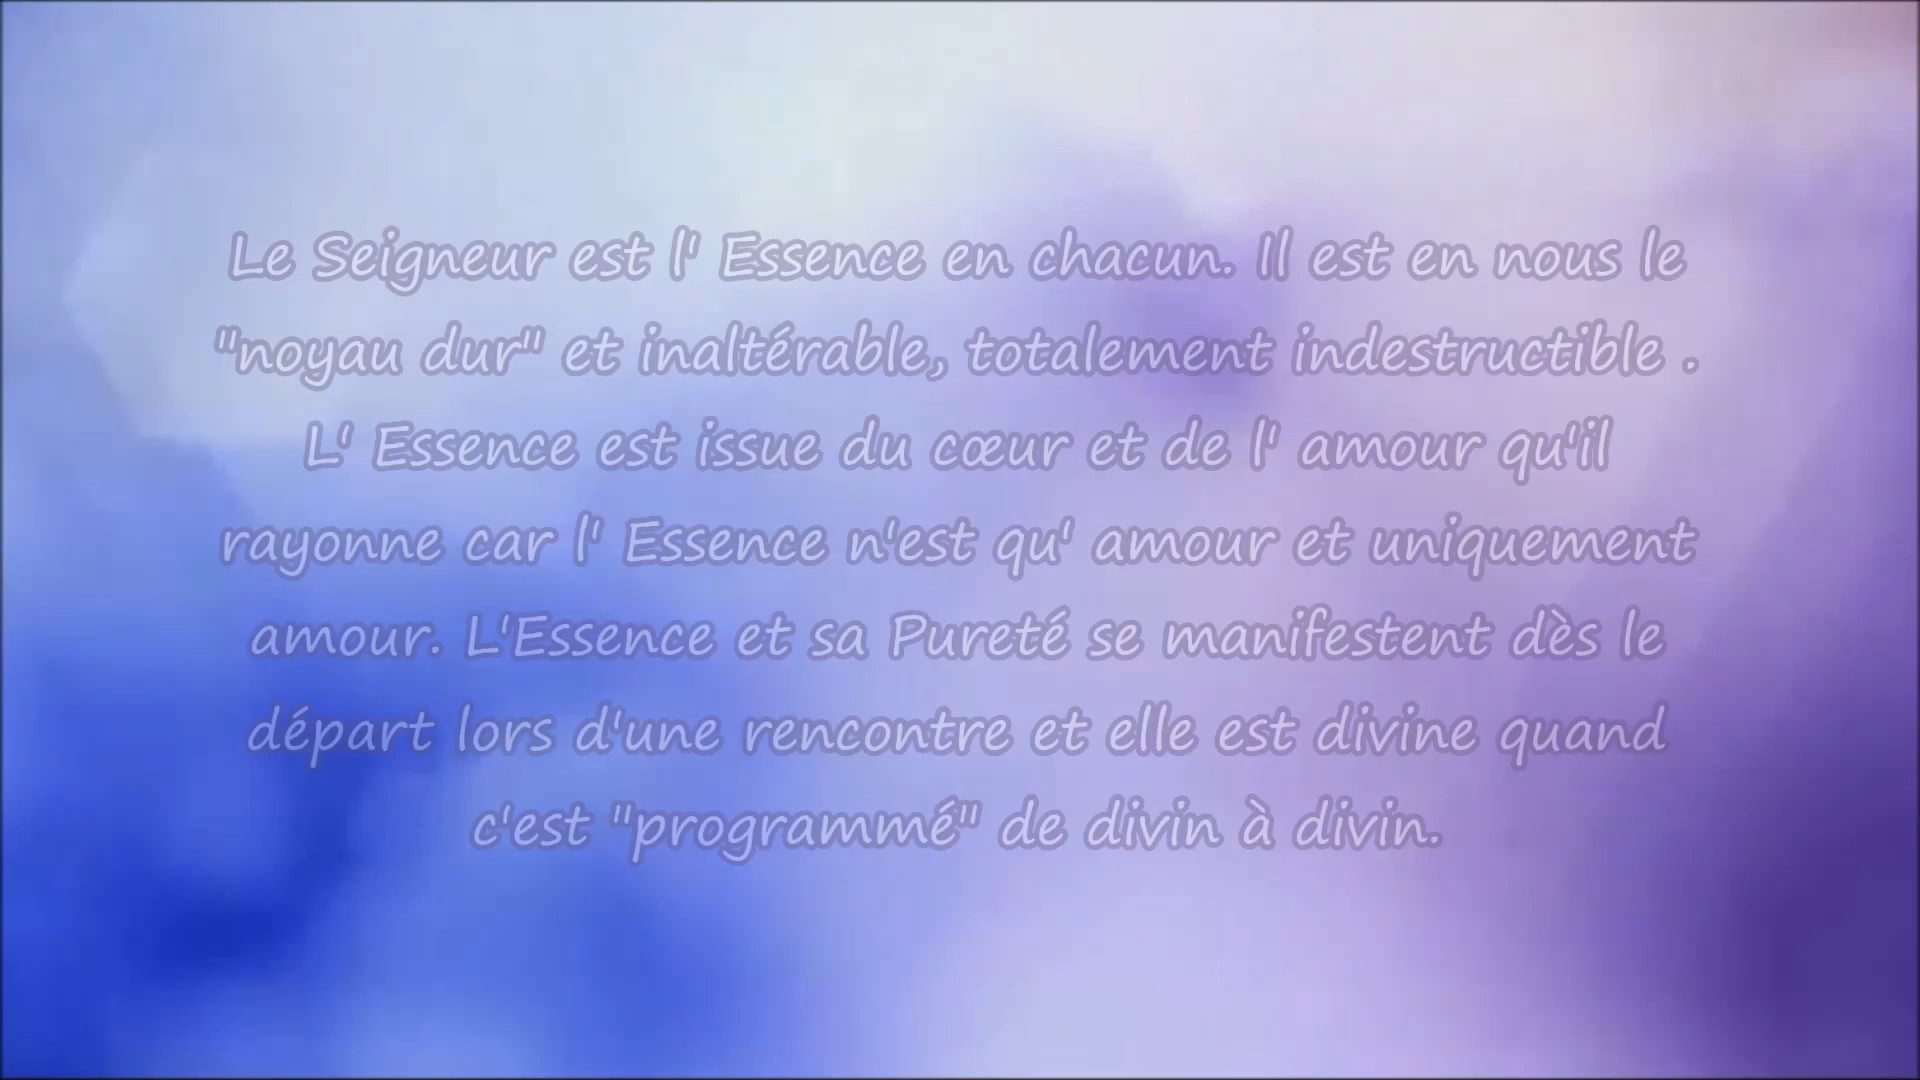 Le Seigneur est l' Essence en chacun. Il est en nous le
"noyau dur" et inaltérable, totalement indestructible .
L' Essence est issue du cœur et de l' amour qu'il
rayonne car l' Essence n'est qu' amour et uniquement
amour. L'Essence et sa Pureté se manifestent dès le
départ lors d'une rencontre et elle est divine quand
c'est "programmé" de divin à divin.